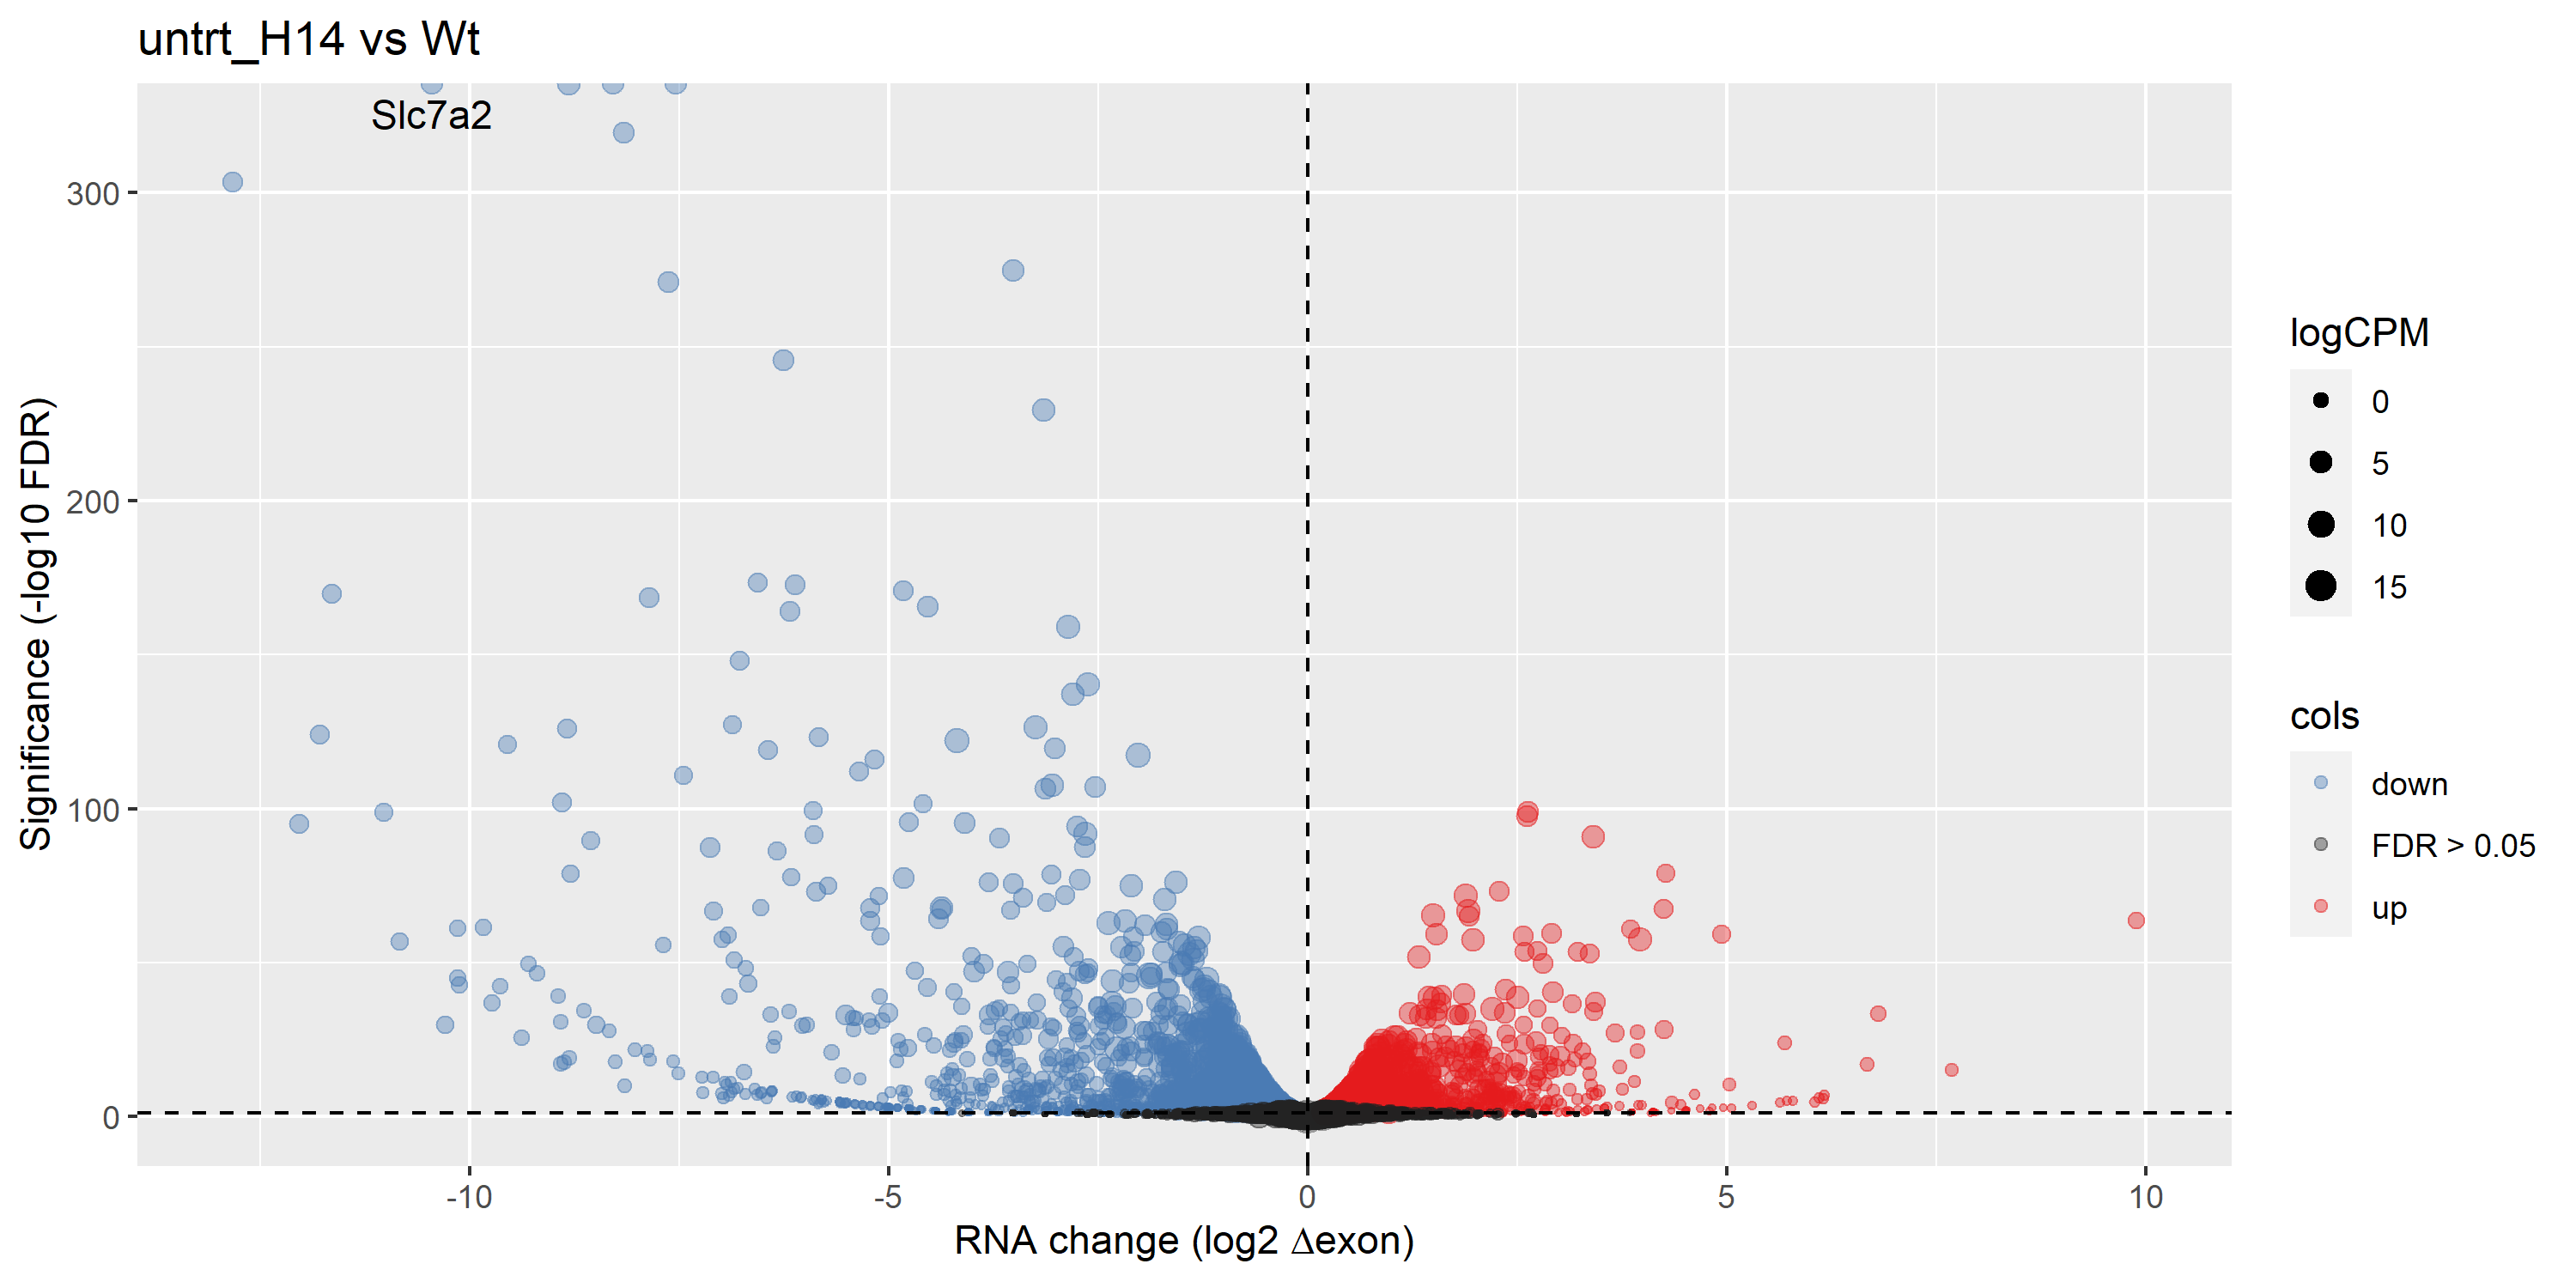 untrt_H14 vs Wt
Slc7a2
300
200
100
0
Significance (-log10 FDR)
-10
-5
0
5
10
RNA change (log2 Δexon)
logCPM
0
5
10
15
cols
down
FDR > 0.05
up